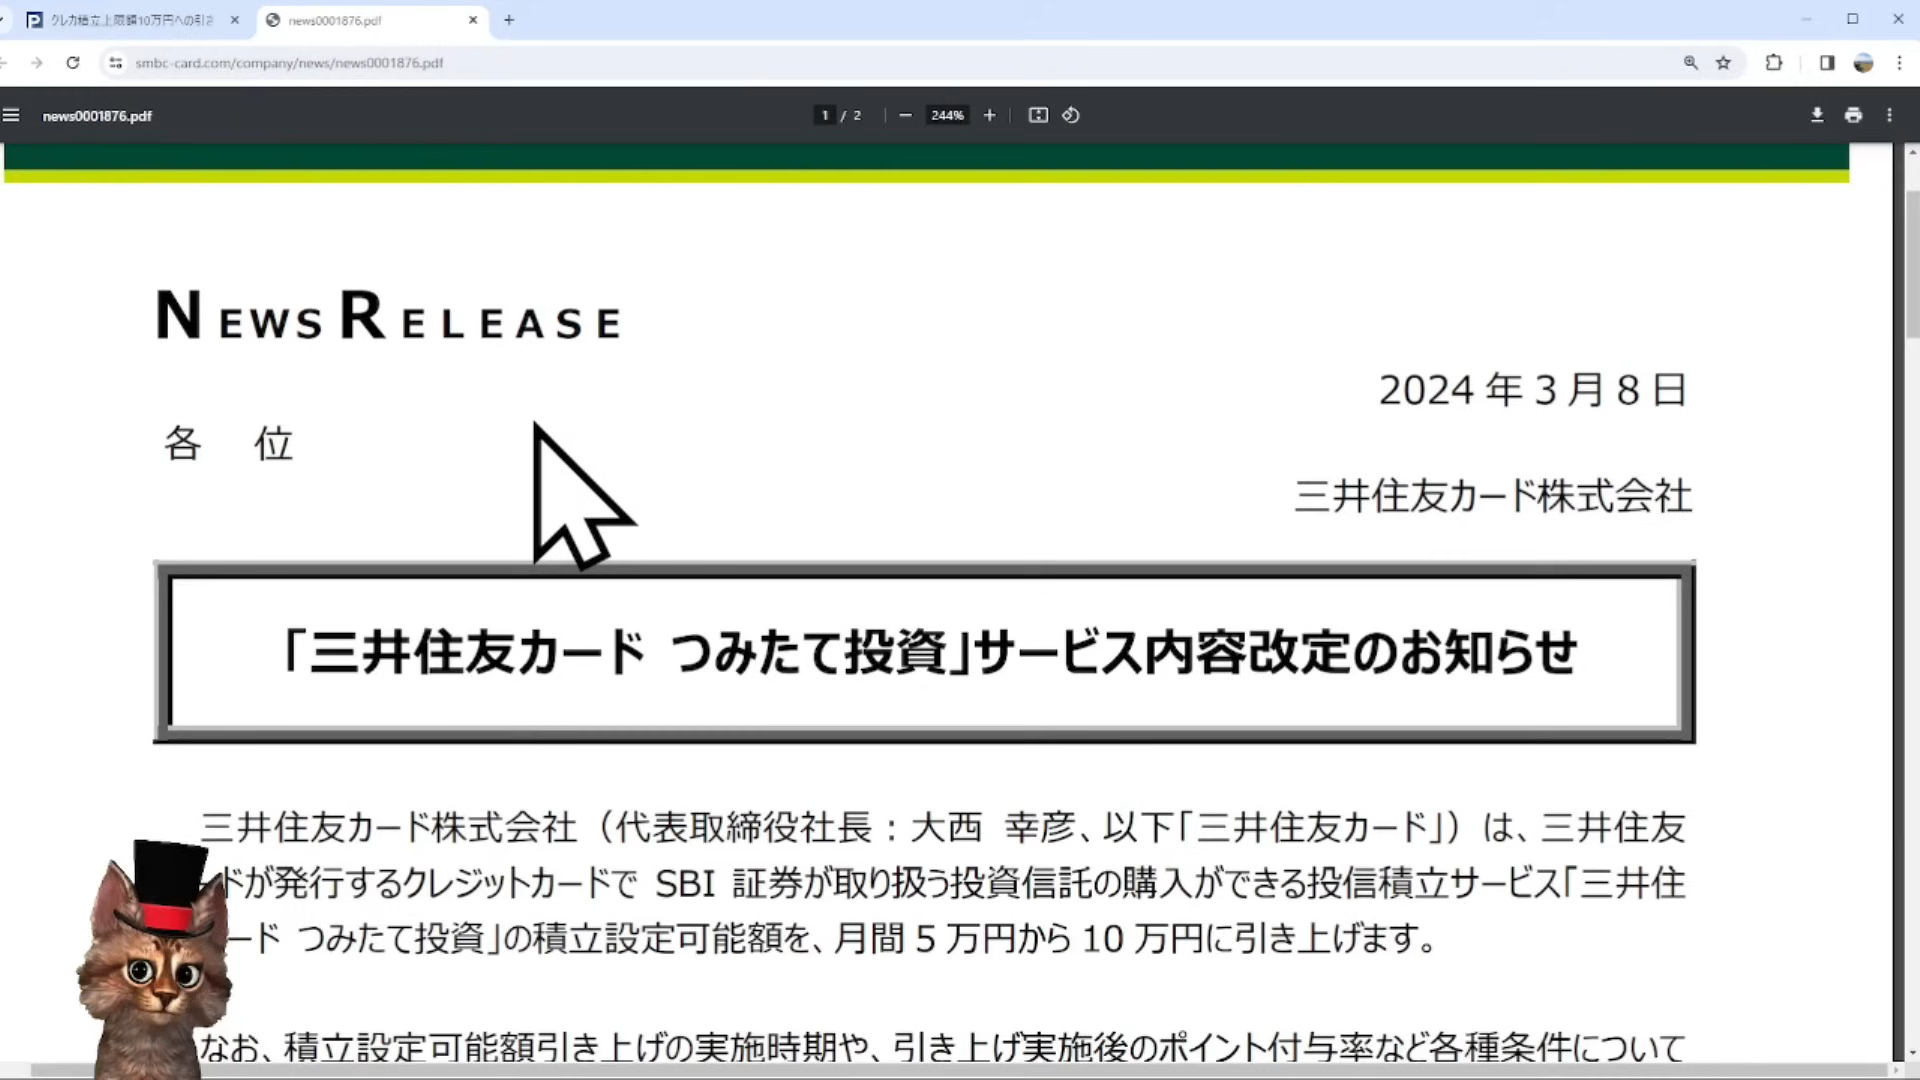 クレカ積立上限額10万円への引き
news0001876.pdf
smbc-card.com/company/news/news0001876.pdf
news0001876.pdf
1 / 2
244%
NEWS RELEASE
2024 年 3 月 8 日
各 位
三井住友カード株式会社
「三井住友カード つみたて投資」サービス内容改定のお知らせ
三井住友カード株式会社（代表取締役社長：大西 幸彦、以下「三井住友カード」）は、三井住友
ドが発行するクレジットカードで SBI 証券が取り扱う投資信託の購入ができる投信積立サービス「三井住
ード つみたて投資」の積立設定可能額を、月間 5 万円から 10 万円に引き上げます。
なお、積立設定可能額引き上げの実施時期や、引き上げ実施後のポイント付与率など各種条件について